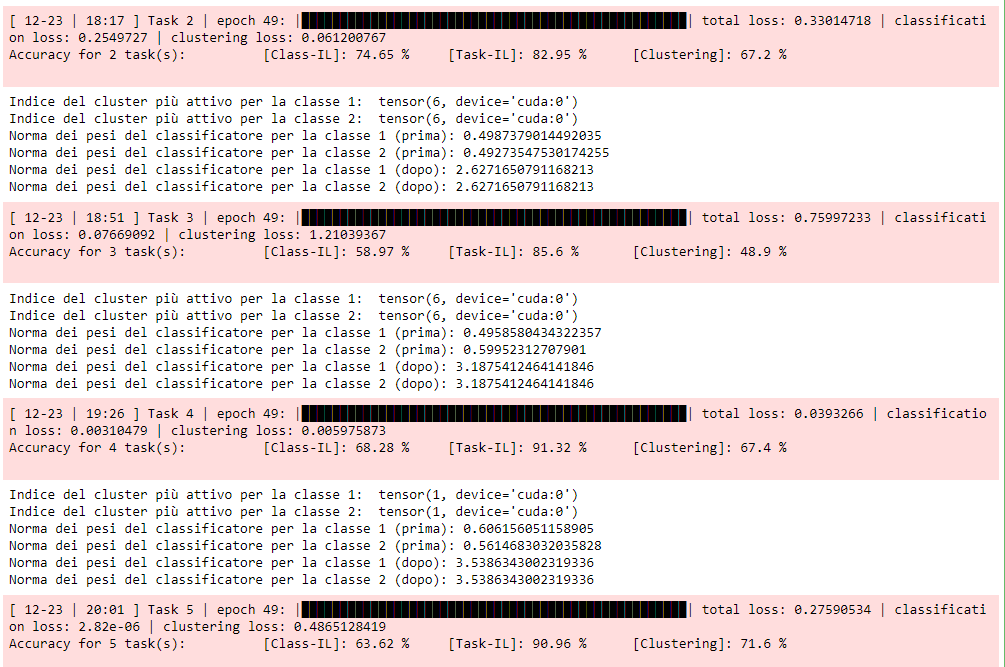 [ 12-23 | 18:17 ] Task 2 | epoch 49: |████████████████████████████████████████████████| total loss: 0.33014718 | classificati
on loss: 0.2549727 | clustering loss: 0.061200767
Accuracy for 2 task(s): [Class-IL]: 74.65 % [Task-IL]: 82.95 % [Clustering]: 67.2 %
Indice del cluster più attivo per la classe 1: tensor(6, device='cuda:0')
Indice del cluster più attivo per la classe 2: tensor(6, device='cuda:0')
Norma dei pesi del classificatore per la classe 1 (prima): 0.4987379014492035
Norma dei pesi del classificatore per la classe 2 (prima): 0.49273547530174255
Norma dei pesi del classificatore per la classe 1 (dopo): 2.6271650791168213
Norma dei pesi del classificatore per la classe 2 (dopo): 2.6271650791168213
[ 12-23 | 18:51 ] Task 3 | epoch 49: |████████████████████████████████████████████████| total loss: 0.75997233 | classificati
on loss: 0.07669092 | clustering loss: 1.21039367
Accuracy for 3 task(s): [Class-IL]: 58.97 % [Task-IL]: 85.6 % [Clustering]: 48.9 %
Indice del cluster più attivo per la classe 1: tensor(6, device='cuda:0')
Indice del cluster più attivo per la classe 2: tensor(6, device='cuda:0')
Norma dei pesi del classificatore per la classe 1 (prima): 0.4958580434322357
Norma dei pesi del classificatore per la classe 2 (prima): 0.59952312707901
Norma dei pesi del classificatore per la classe 1 (dopo): 3.1875412464141846
Norma dei pesi del classificatore per la classe 2 (dopo): 3.1875412464141846
[ 12-23 | 19:26 ] Task 4 | epoch 49: |████████████████████████████████████████████████| total loss: 0.0393266 | classificatio
n loss: 0.00310479 | clustering loss: 0.005975873
Accuracy for 4 task(s): [Class-IL]: 68.28 % [Task-IL]: 91.32 % [Clustering]: 67.4 %
Indice del cluster più attivo per la classe 1: tensor(1, device='cuda:0')
Indice del cluster più attivo per la classe 2: tensor(1, device='cuda:0')
Norma dei pesi del classificatore per la classe 1 (prima): 0.606156051158905
Norma dei pesi del classificatore per la classe 2 (prima): 0.5614683032035828
Norma dei pesi del classificatore per la classe 1 (dopo): 3.5386343002319336
Norma dei pesi del classificatore per la classe 2 (dopo): 3.5386343002319336
[ 12-23 | 20:01 ] Task 5 | epoch 49: |████████████████████████████████████████████████| total loss: 0.27590534 | classificati
on loss: 2.82e-06 | clustering loss: 0.4865128419
Accuracy for 5 task(s): [Class-IL]: 63.62 % [Task-IL]: 90.96 % [Clustering]: 71.6 %